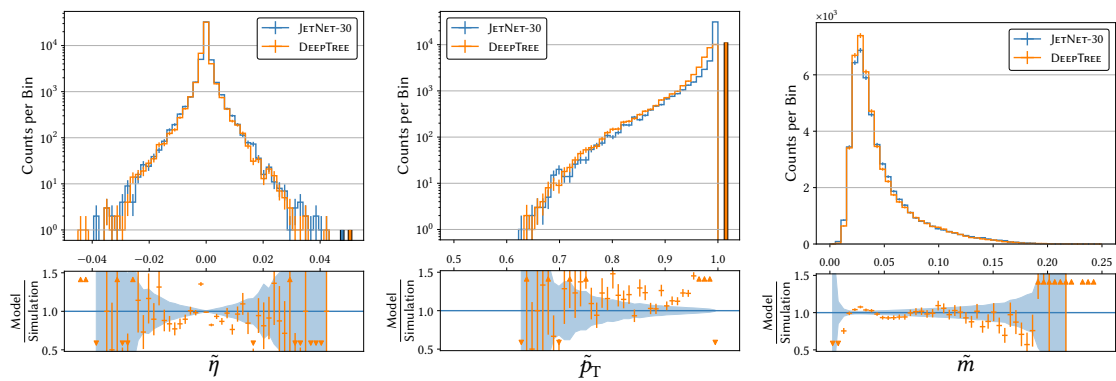 JETNET-30
DEEPTREE
Counts per Bin
10⁴
10³
10² 
10¹
10⁰
−0.04 −0.02 0.00 0.02 0.04
Model
Simulation
1.5
1.0
0.5
η̃
JETNET-30
DEEPTREE
Counts per Bin
10⁴
10³
10²
10¹
10⁰
0.5 0.6 0.7 0.8 0.9 1.0
Model
Simulation
1.5
1.0
0.5
p̃T
×10³
JETNET-30
DEEPTREE
Counts per Bin
6
4
2
0
0.00 0.05 0.10 0.15 0.20 0.25
Model
Simulation
1.5
1.0
0.5
m̃